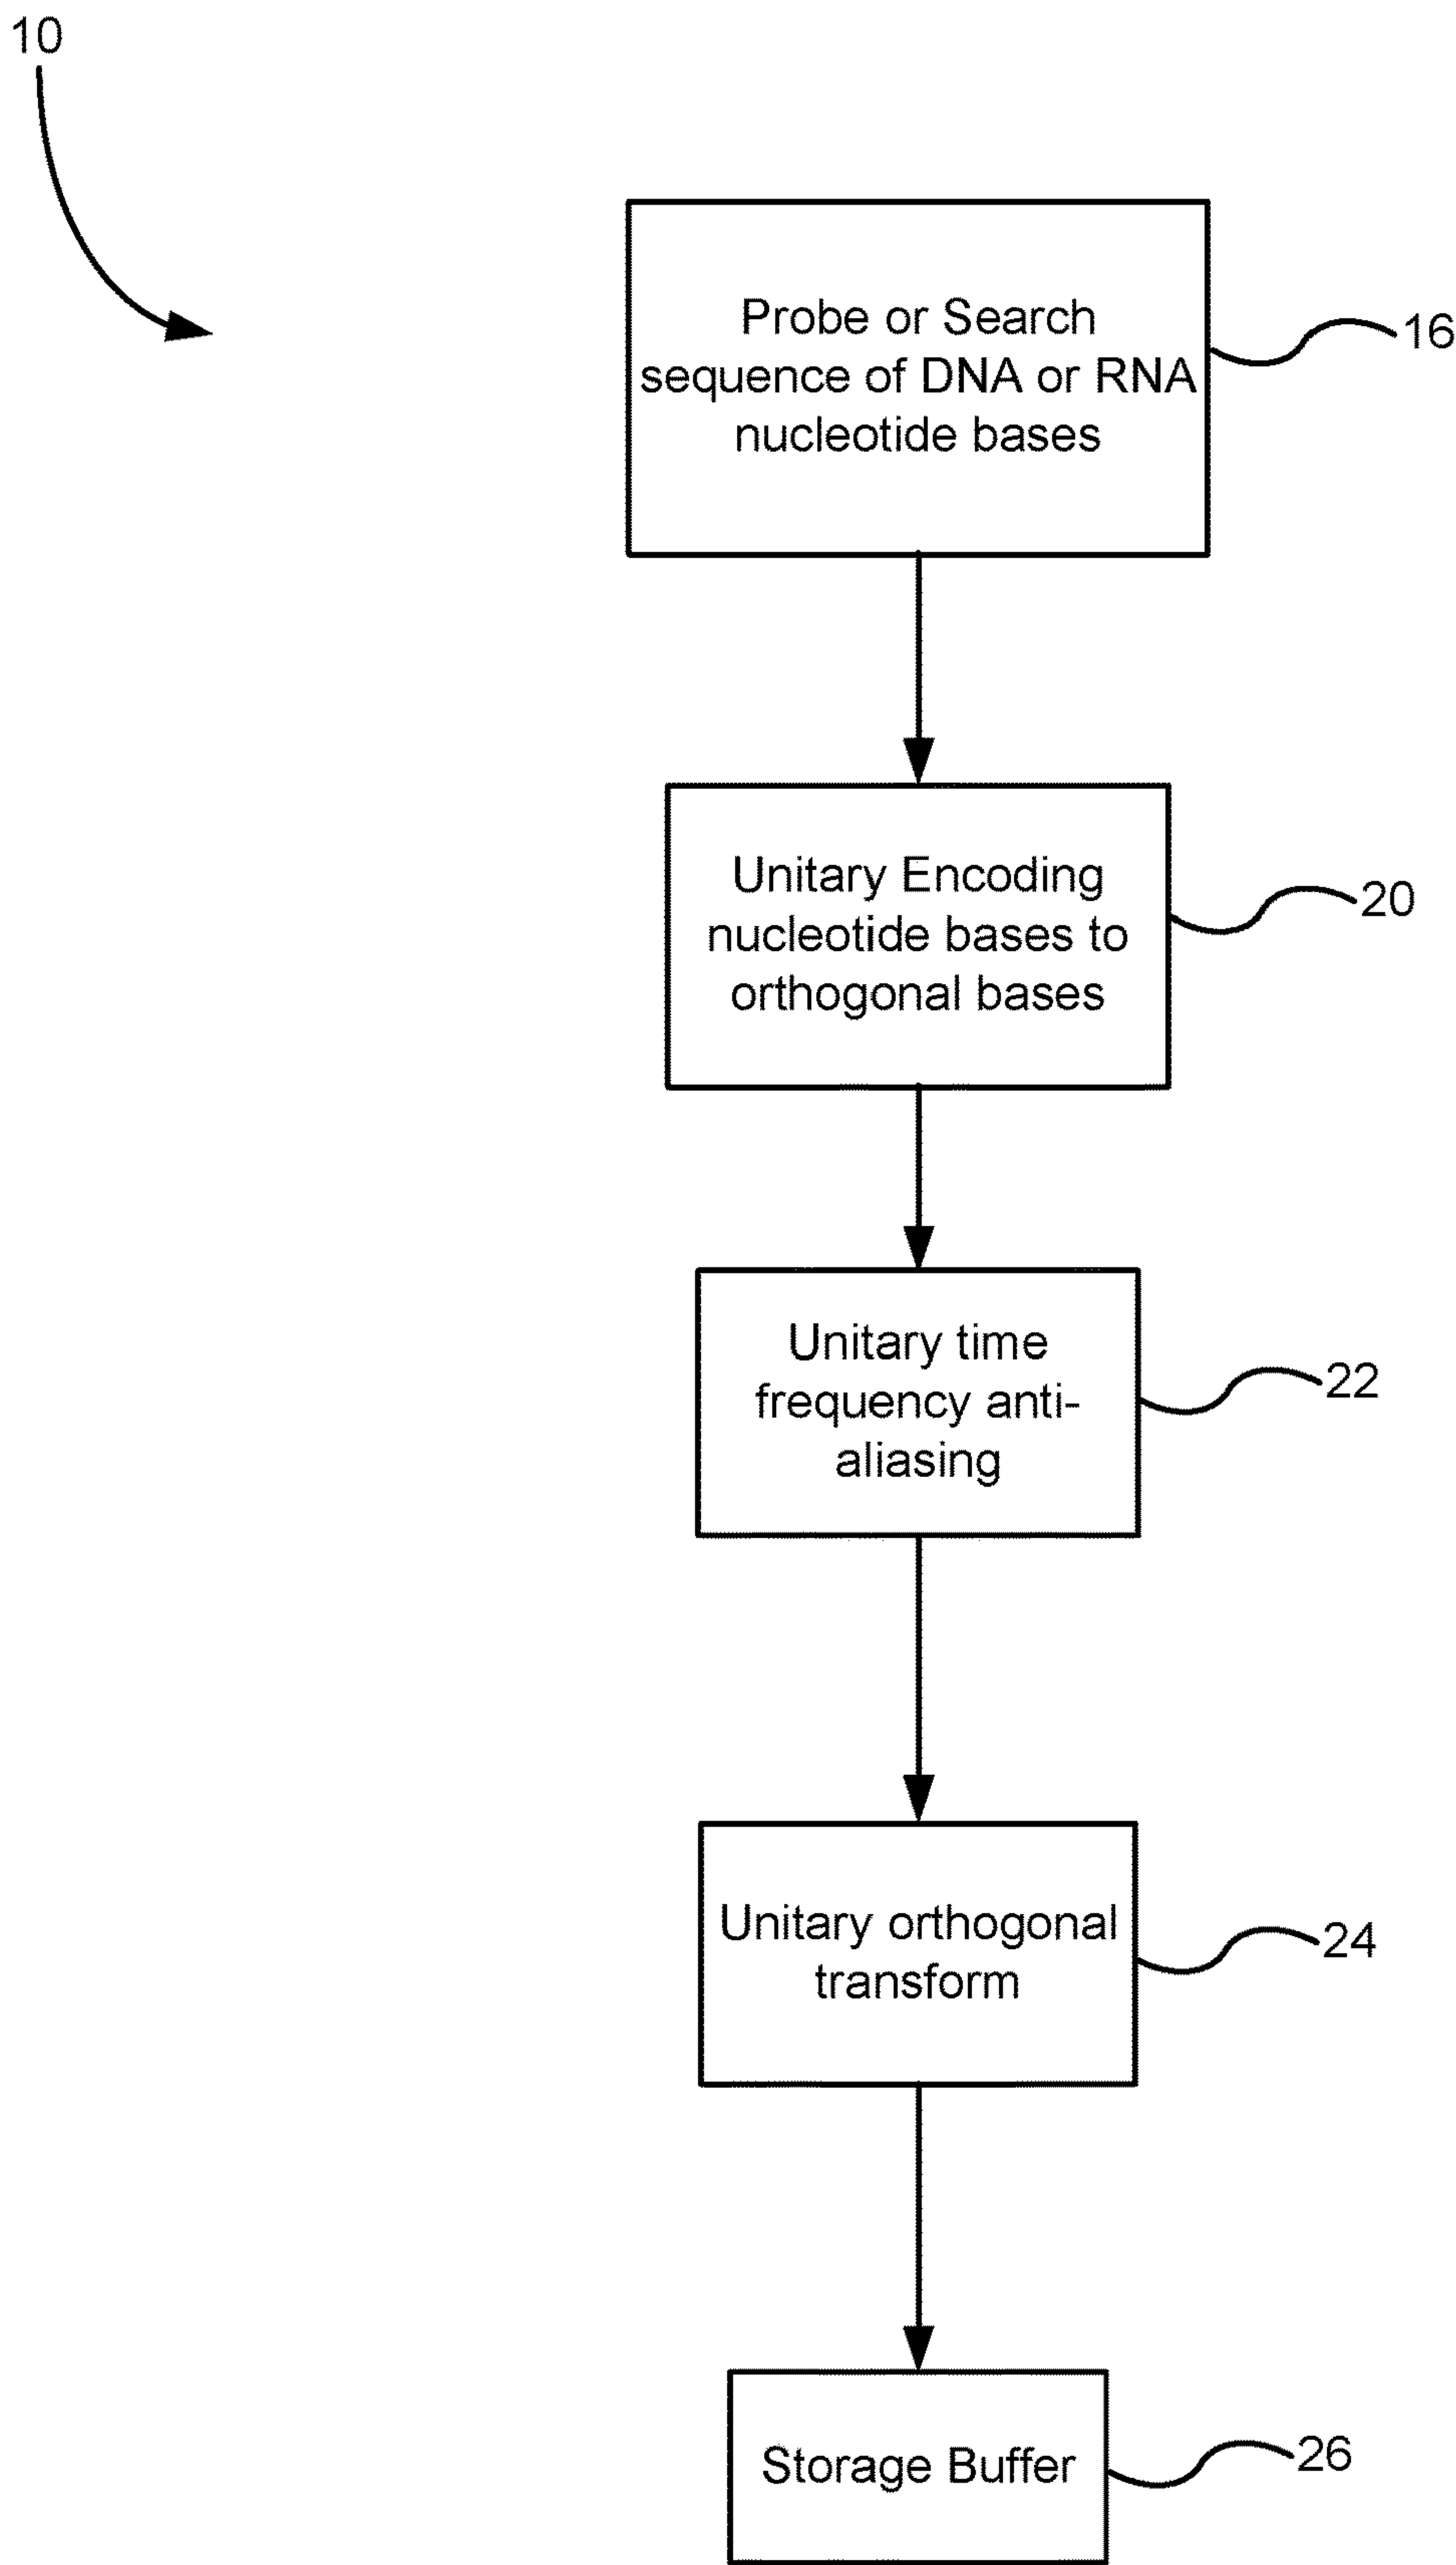 10
Probe or Search
sequence of DNA or RNA
nucleotide bases
16
Unitary Encoding
nucleotide bases to
orthogonal bases
20
Unitary time
frequency anti-
aliasing
22
Unitary orthogonal
transform
24
Storage Buffer
26